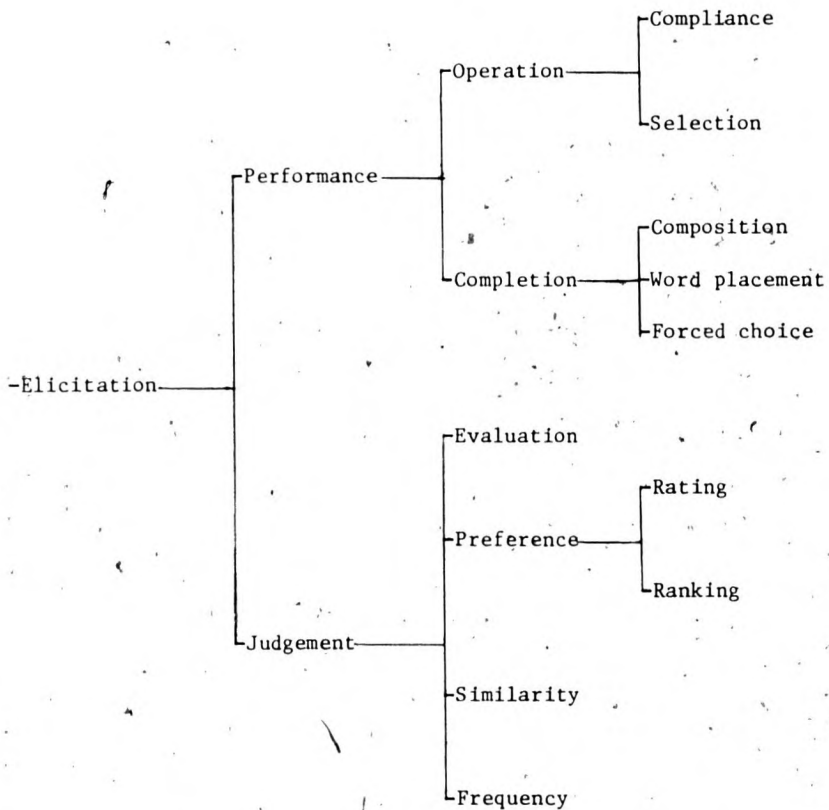 Compliance
Operation
Selection
Performance
Composition
Completion
Word placement
Forced choice
Elicitation
Evaluation
Rating
Preference
Ranking
Judgement
Similarity
Frequency